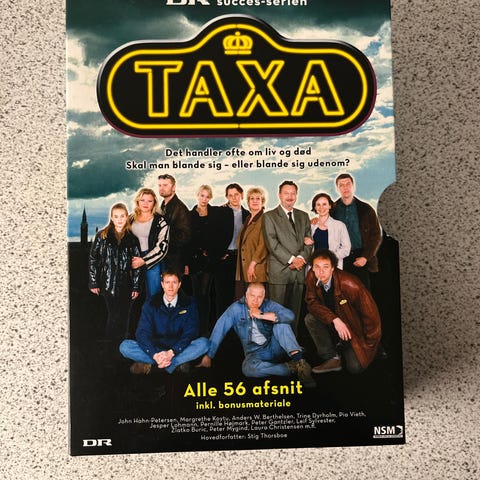 DR succes-serien
TAXA
Det handler ofte om liv og død
Skal man blande sig - eller blande sig udenom?
Alle 56 afsnit
inkl. bonusmateriale
John Hahn-Petersen, Margrethe Koytu, Anders W. Berthelsen, Trine Dyrholm, Pia Vieth,
Jesper Lohmann, Pernille Højmark, Peter Gantzler, Leif Sylvester,
Zlatko Buric, Peter Mygind, Laura Christensen m.fl.
Hovedforfatter: Stig Thorsboe
DR
NSM